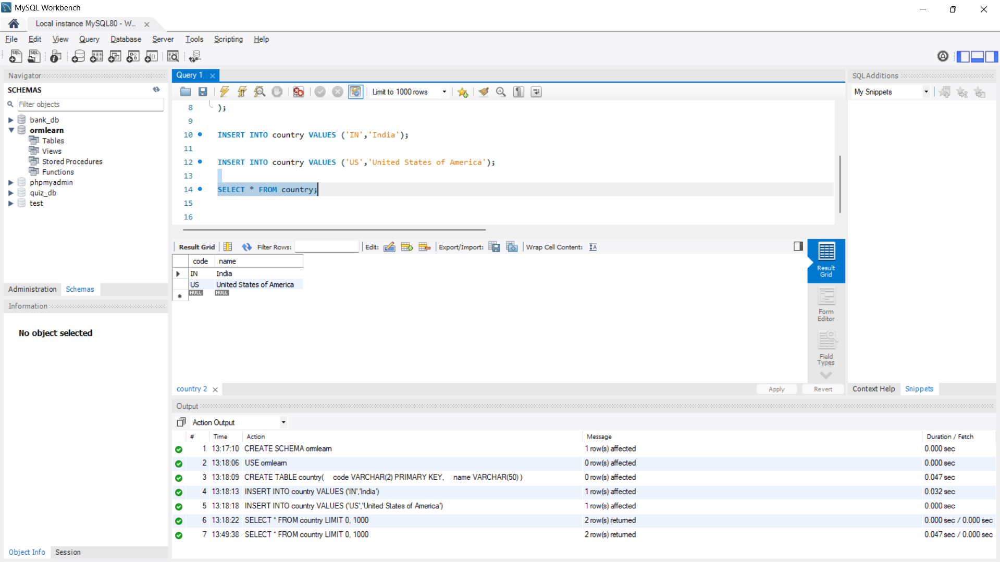 MySQL Workbench
Local instance MySQL80 - W...
File Edit View Query Database Server Tools Scripting Help
Navigator
SCHEMAS
Filter objects
bank_db
ormlearn
Tables
Views
Stored Procedures
Functions
phpmyadmin
quiz_db
test
Administration Schemas
Information
No object selected
Object Info Session
Query 1
Limit to 1000 rows
8 );
9
10 INSERT INTO country VALUES ('IN','India');
11
12 INSERT INTO country VALUES ('US','United States of America');
13
14 SELECT * FROM country;
15
16
Result Grid Filter Rows: Edit: Export/Import: Wrap Cell Content:
code name
IN India
US United States of America
NULL NULL
Result Grid
Form Editor
Field Types
country 2 Apply Revert
SQLAdditions
My Snippets
Context Help Snippets
Output
Action Output
# Time Action Message Duration / Fetch
1 13:17:10 CREATE SCHEMA ormlearn 1 row(s) affected 0.000 sec
2 13:18:06 USE ormlearn 0 row(s) affected 0.000 sec
3 13:18:09 CREATE TABLE country( code VARCHAR(2) PRIMARY KEY, name VARCHAR(50) ) 0 row(s) affected 0.047 sec
4 13:18:13 INSERT INTO country VALUES ('IN','India') 1 row(s) affected 0.032 sec
5 13:18:18 INSERT INTO country VALUES ('US','United States of America') 1 row(s) affected 0.000 sec
6 13:18:22 SELECT * FROM country LIMIT 0, 1000 2 row(s) returned 0.000 sec / 0.000 sec
7 13:49:38 SELECT * FROM country LIMIT 0, 1000 2 row(s) returned 0.047 sec / 0.000 sec